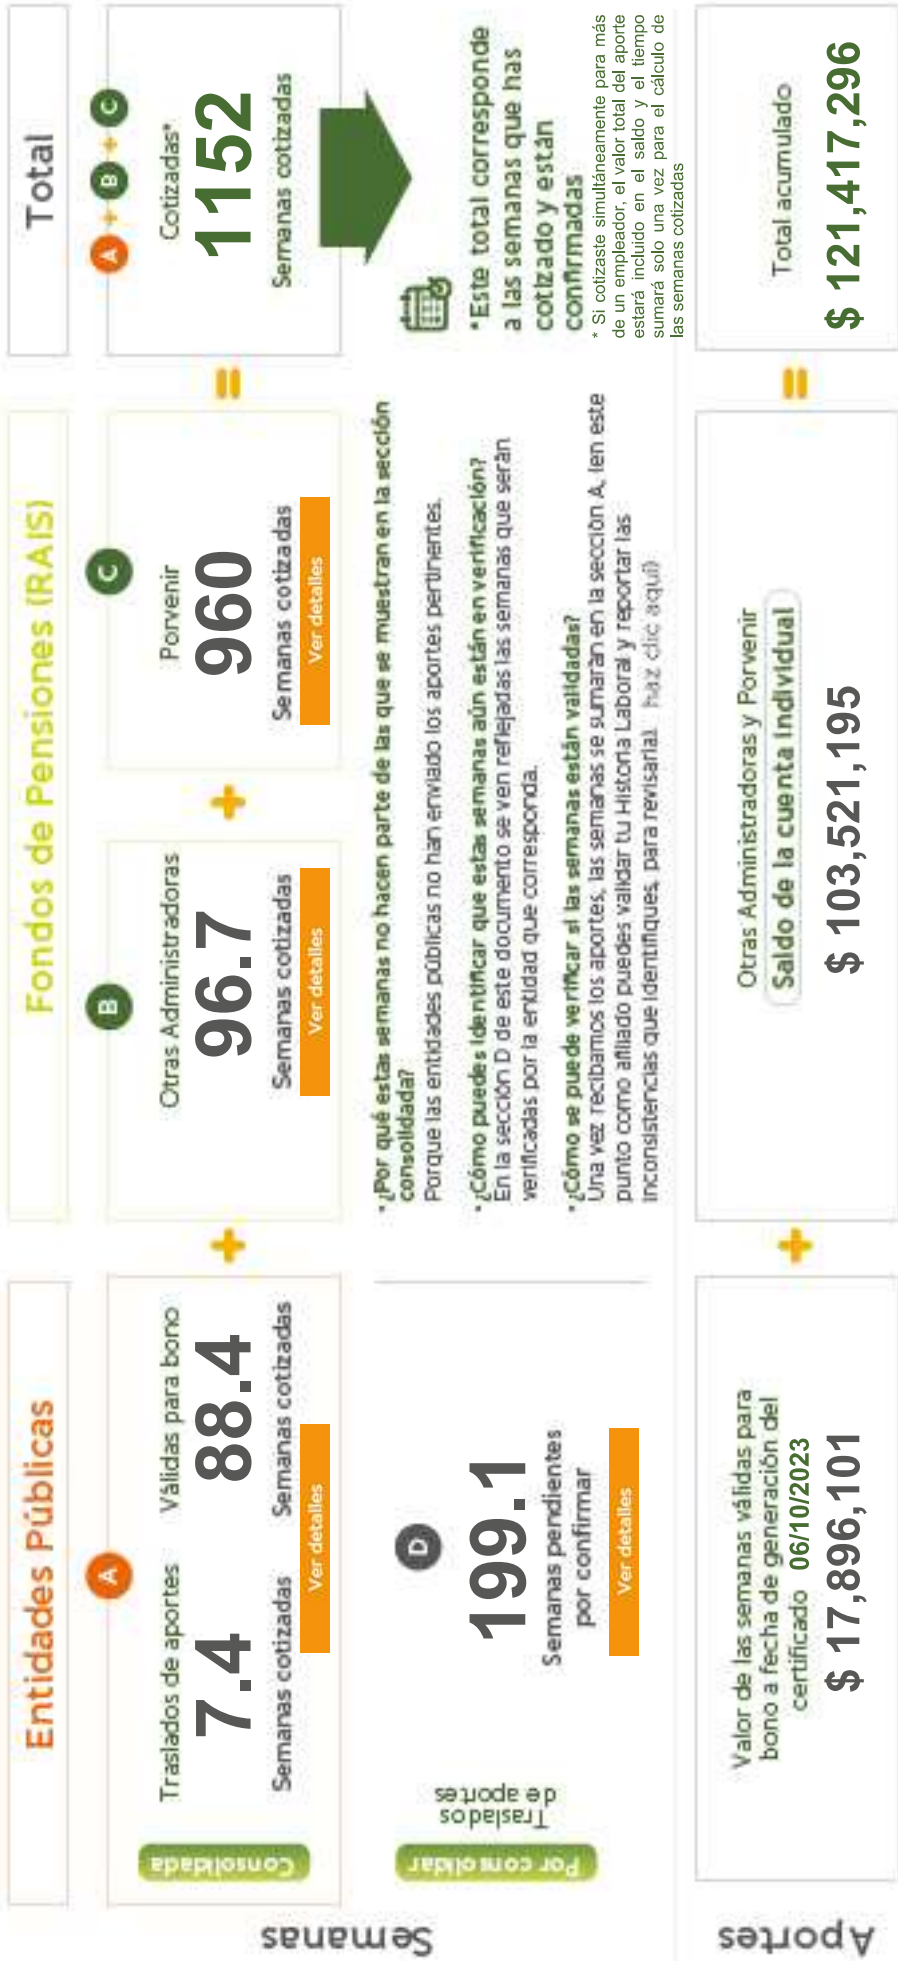 Entidades Públicas
Fondos de Pensiones (RAIS)
Total
Semanas
Consolidada
A
Traslados de aportes
7.4
Semanas cotizadas
Válidas para bono
88.4
Semanas cotizadas
Ver detalles
+
B
Otras Administradoras
96.7
Semanas cotizadas
Ver detalles
+
C
Porvenir
960
Semanas cotizadas
Ver detalles
=
A + B + C
Cotizadas*
1152
Semanas cotizadas
Por consolidar
Traslados
de aportes
D
199.1
Semanas pendientes
por confirmar
Ver detalles
* ¿Por qué estas semanas no hacen parte de las que se muestran en la sección
consolidada?
Porque las entidades públicas no han enviado los aportes pertinentes.
* ¿Cómo puedes identificar que estas semanas aún están en verificación?
En la sección D de este documento se ven reflejadas las semanas que serán
verificadas por la entidad que corresponda.
* ¿Cómo se puede verificar si las semanas están validadas?
Una vez recibamos los aportes, las semanas se sumarán en la sección A, (en este
punto como afiliado puedes validar tu Historia Laboral y reportar las
inconsistencias que identifiques, para revisarla). haz clic aquí)
*Este total corresponde
a las semanas que has
cotizado y están
confirmadas
* Si cotizaste simultáneamente para más
de un empleador, el valor total del aporte
estará incluido en el saldo y el tiempo
sumará solo una vez para el cálculo de
las semanas cotizadas
Aportes
Valor de las semanas válidas para
bono a fecha de generación del
certificado 06/10/2023
$ 17,896,101
+
Otras Administradoras y Porvenir
Saldo de la cuenta individual
$ 103,521,195
=
Total acumulado
$ 121,417,296